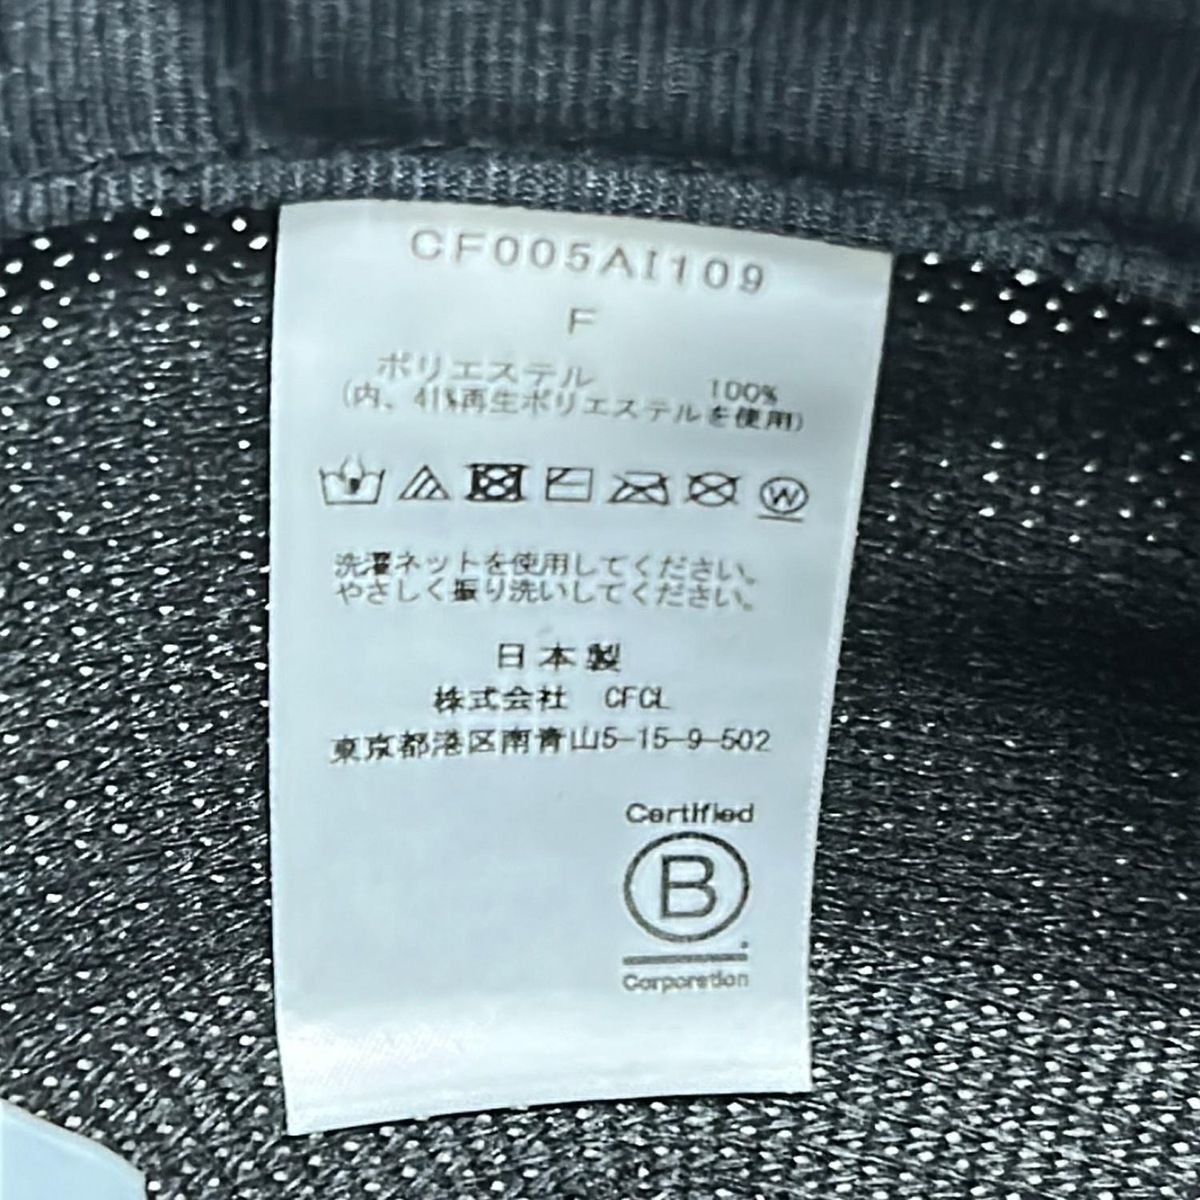 CF005AI109
F
ポリエステル 100%
(内、41%再生ポリエステルを使用)
W
洗濯ネットを使用してください。
やさしく振り洗いしてください。
日本製
株式会社 CFCL
東京都港区南青山5-15-9-502
Certified
B
Corporation